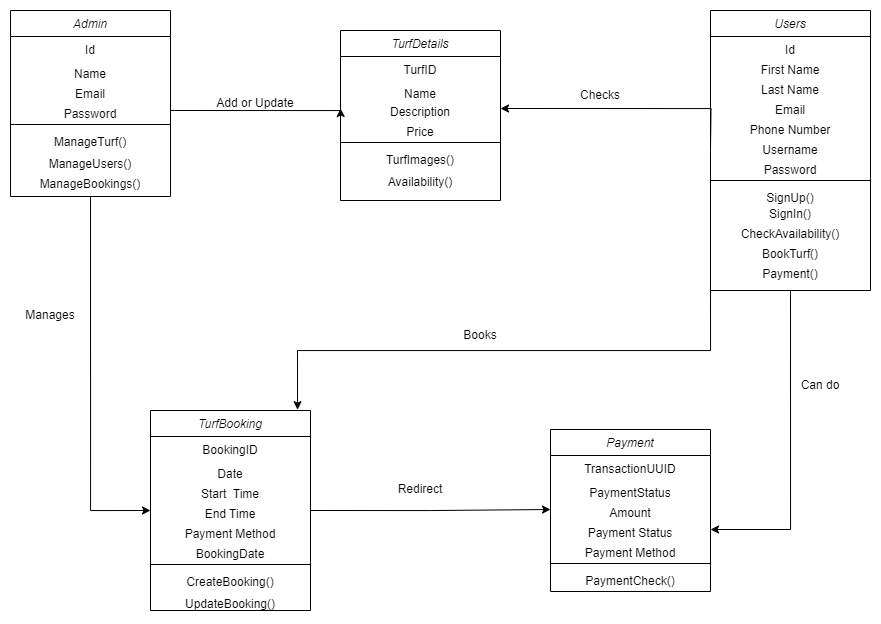 Admin
Id
Name
Email
Password
ManageTurf()
ManageUsers()
ManageBookings()
Add or Update
TurfDetails
TurfID
Name
Description
Price
TurfImages()
Availability()
Checks
Users
Id
First Name
Last Name
Email
Phone Number
Username
Password
SignUp()
SignIn()
CheckAvailability()
BookTurf()
Payment()
Manages
Books
Can do
TurfBooking
BookingID
Date
Start  Time
End Time
Payment Method
BookingDate
CreateBooking()
UpdateBooking()
Redirect
Payment
TransactionUUID
PaymentStatus
Amount
Payment Status
Payment Method
PaymentCheck()